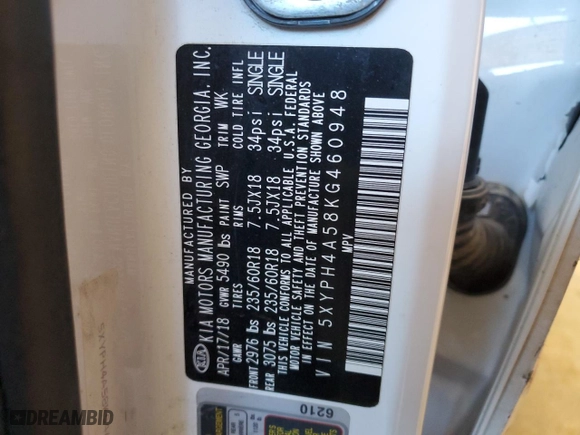 MANUFACTURED BY
KIA KIA MOTORS MANUFACTURING GEORGIA, INC.
APR/17/18 GVWR 5490 lbs PAINT SWP TRIM WK
GAWR TIRES RIMS COLD TIRE INFL
FRONT 2976 lbs 235/60R18 7.5JX18 34psi SINGLE
REAR 3075 lbs 235/60R18 7.5JX18 34psi SINGLE
THIS VEHICLE CONFORMS TO ALL APPLICABLE U.S.A. FEDERAL
MOTOR VEHICLE SAFETY AND THEFT PREVENTION STANDARDS
IN EFFECT ON THE DATE OF MANUFACTURE SHOWN ABOVE
VIN 5XYPH4A58KG460948
MPV
6210
DREAMBID